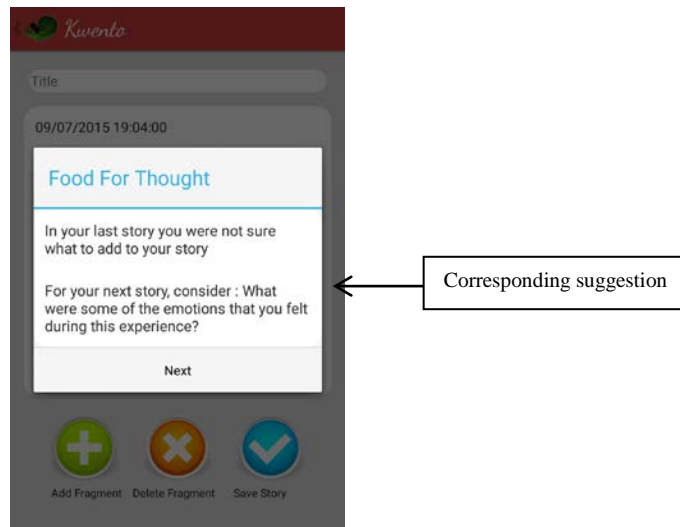 Kwento
Title
09/07/2015 19:04:00
Food For Thought
In your last story you were not sure
what to add to your story
For your next story, consider : What
were some of the emotions that you felt
during this experience?
Next
Corresponding suggestion
Add Fragment Delete Fragment Save Story